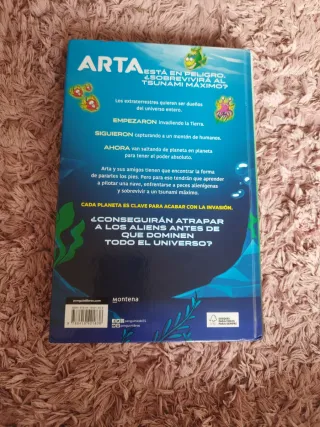 ARTA ESTÁ EN PELIGRO.
¿SOBREVIVIRÁ AL
TSUNAMI MÁXIMO?
Los extraterrestres quieren ser dueños
del universo entero.
EMPEZARON invadiendo la Tierra.
SIGUIERON capturando a un montón de humanos.
AHORA van saltando de planeta en planeta
para tener el poder absoluto.
Arta y sus amigos tienen que encontrar la forma
de pararlos los pies. Para eso se tendrán que aprender
a pilotar una nave, enfrentarse a peces alienígenas
y sobrevivir a un tsunami máximo.
CADA PLANETA ES CLAVE PARA ACABAR CON LA INVASIÓN.
¿CONSEGUIRÁN ATRAPAR
A LOS ALIENS ANTES DE
QUE DOMINEN
TODO EL UNIVERSO?
montena
FSC